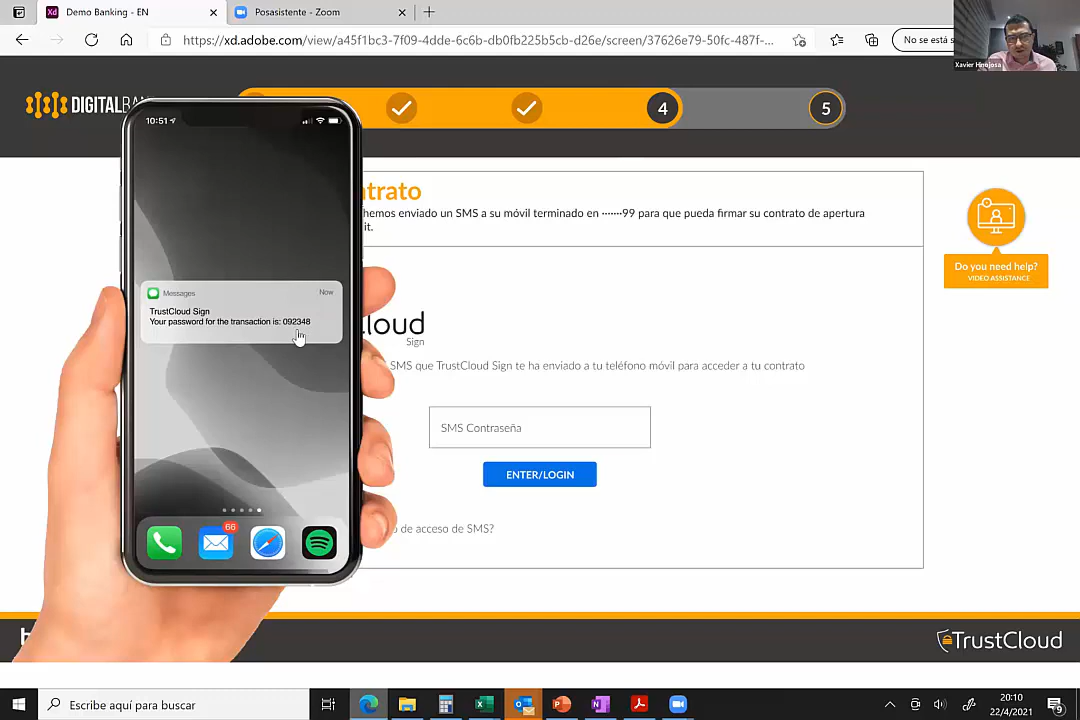 Demo Banking - EN
Posasistente - Zoom
https://xd.adobe.com/view/a45f1bc3-7f09-4dde-6c6b-db0fb225b5cb-d26e/screen/37626e79-50fc-487f-...
No se está s
Xavier Hinojosa
DIGITALBAN
4
5
10:51
ntrato
hemos enviado un SMS a su móvil terminado en ·······99 para que pueda firmar su contrato de apertura
it.
Do you need help?
VIDEO ASSISTANCE
Messages
Now
TrustCloud Sign
Your password for the transaction is: 092348
loud
Sign
SMS que TrustCloud Sign te ha enviado a tu teléfono móvil para acceder a tu contrato
SMS Contraseña
ENTER/LOGIN
o de acceso de SMS?
66
TrustCloud
Escribe aquí para buscar
20:10
22/4/2021
9